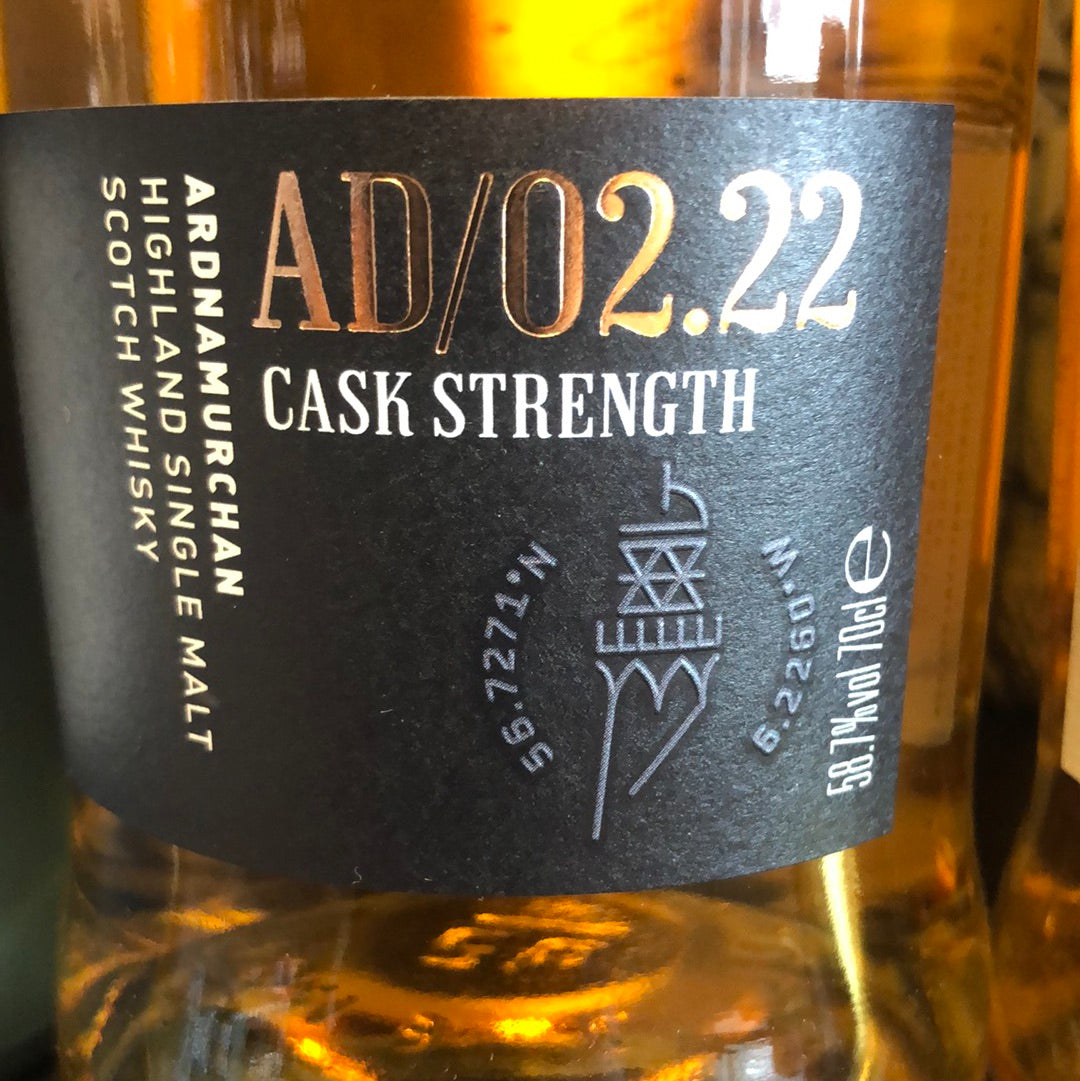 AD/02.22
CASK STRENGTH
ARDNAMURCHAN
HIGHLAND SINGLE MALT
SCOTCH WHISKY
56.7271°N
6.2260°W
58.7%vol 70cl e